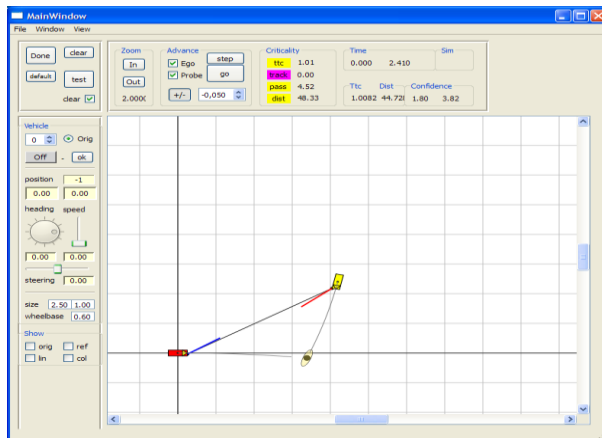 MainWindow
File Window View
Done clear
default test
clear
Zoom
In
Out
2.000(
Advance
Ego step
Probe go
+/- -0,050
Criticality
ttc 1.01
track 0.00
pass 4.52
dist 48.33
Time Sim
0.000 2.410
Ttc Dist Confidence
1.0082 44.728 1.80 3.82
Vehicle
0 Orig
Off - ok
position -1
0.00 0.00
heading speed
0.00 0.00
steering 0.00
size 2.50 1.00
wheelbase 0.60
Show
orig ref
lin col